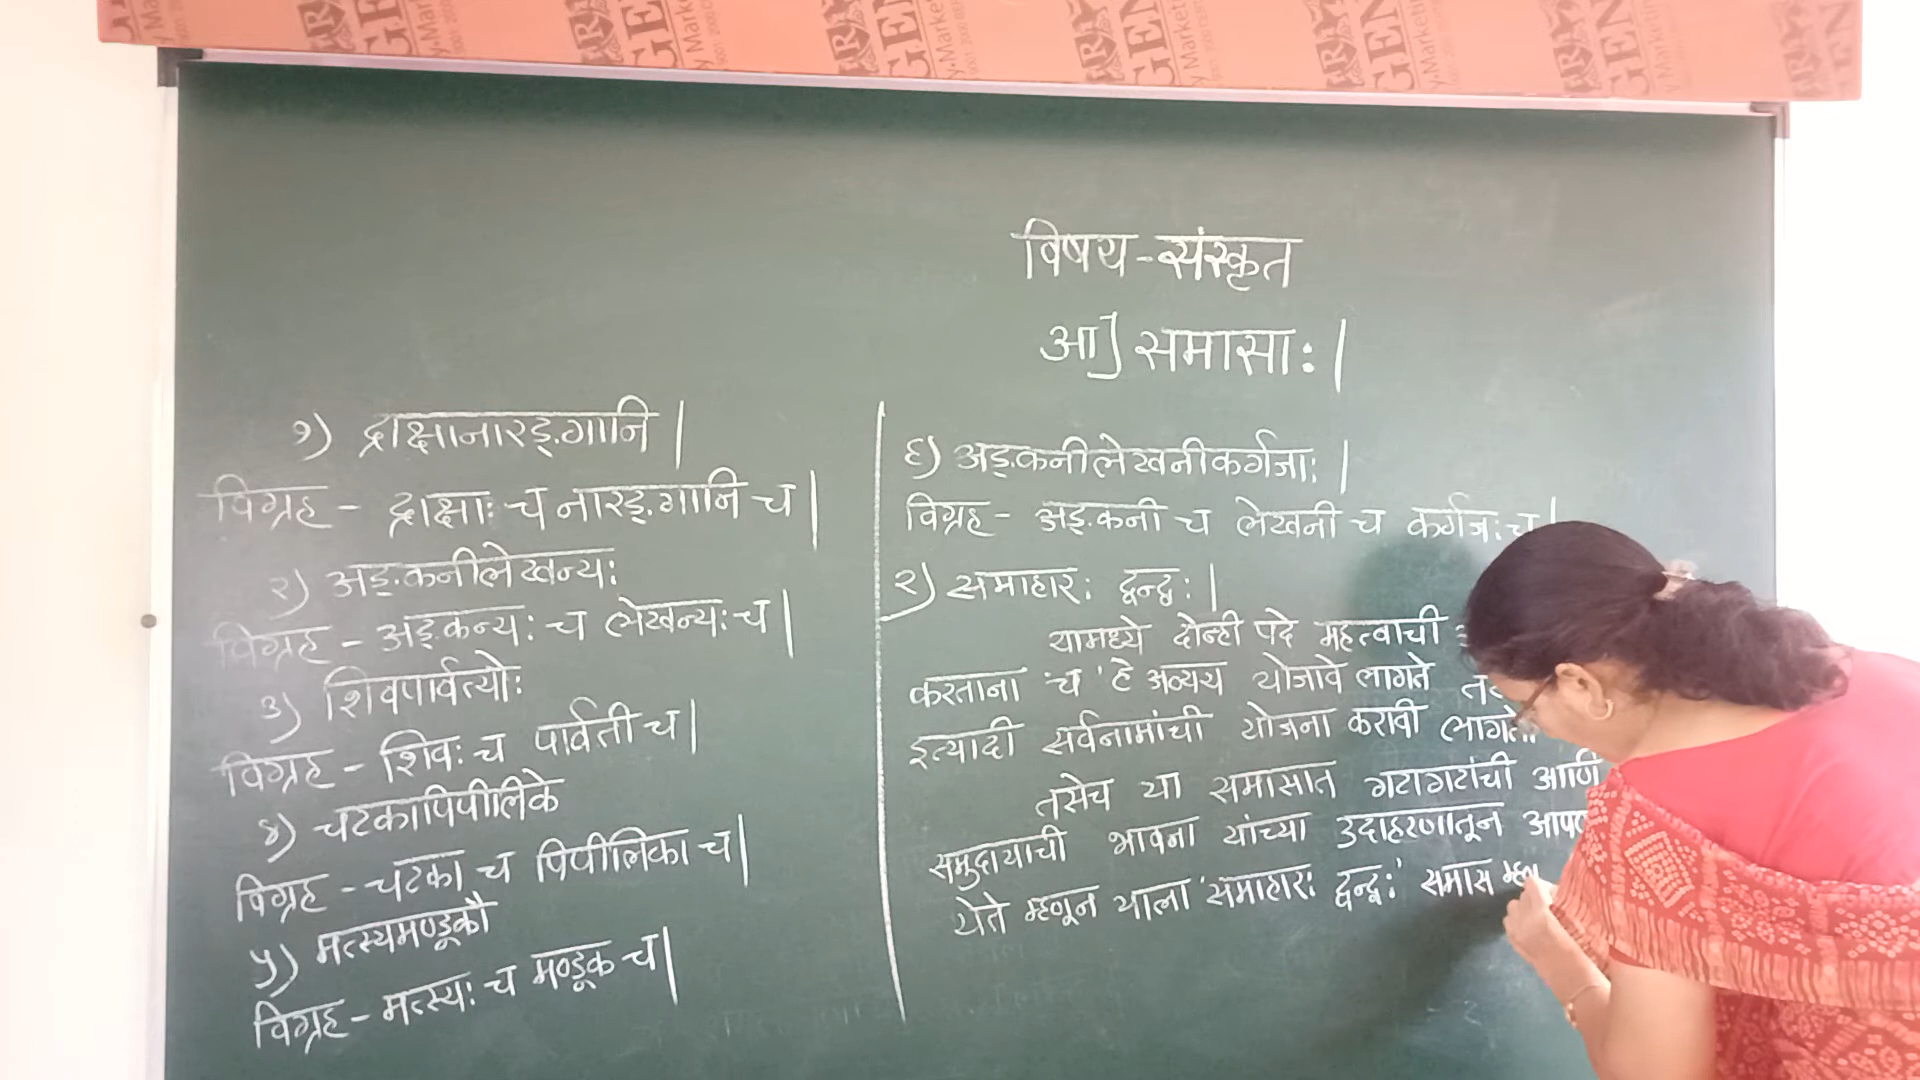 विषय-संस्कृत
आ] समासाः|
१) द्राक्षानारङ्गानि|
विग्रह - द्राक्षाः च नारङ्गानि च|
२) अङ्कनीलेखन्यः
विग्रह - अङ्कन्यः च लेखन्यः च|
३) शिवपार्वत्योः
विग्रह - शिवः च पार्वती च|
४) चटकापिपीलिके
विग्रह - चटका च पिपीलिका च|
५) मत्स्यमण्डूकौ
विग्रह - मत्स्यः च मण्डूक च|
६) अङ्कनीलेखनीकर्गजाः|
विग्रह - अङ्कनी च लेखनी च कर्गजः च|
२) समाहारः द्वन्द्वः|
यामध्ये दोन्ही पदे महत्वाची
करताना 'च' हे अव्यय योजावे लागते
इत्यादी सर्वनामांची योजना करावी लागते
तसेच या समासात गटागटांची आणि
समुदायाची भावना यांच्या उदाहरणातून
येते म्हणून याला 'समाहारः द्वन्द्वः' समास